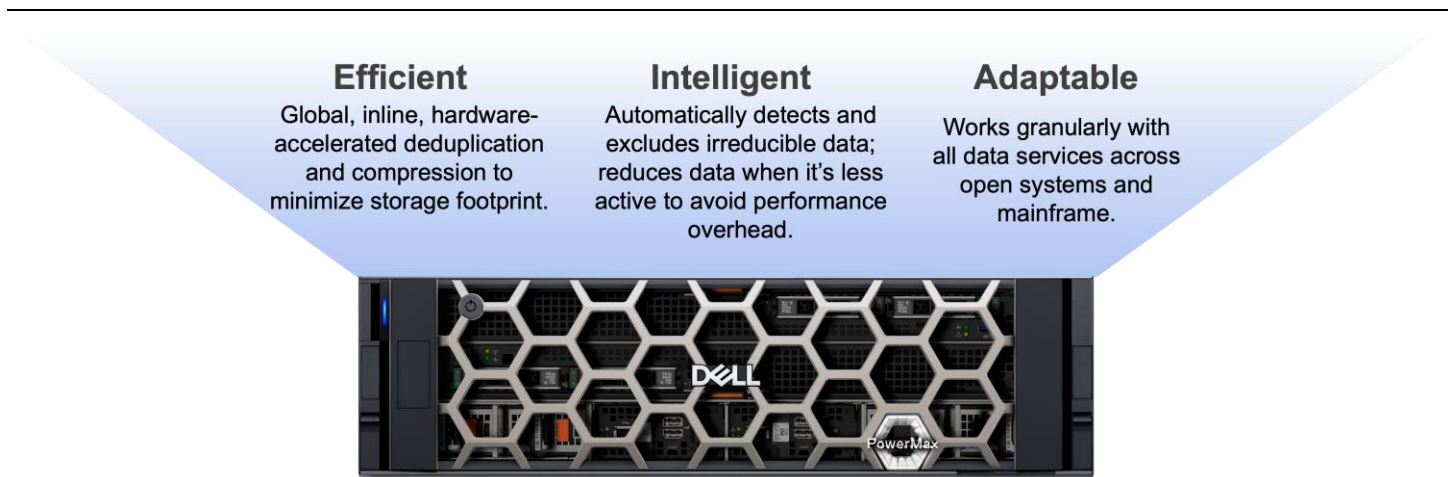 Efficient
Global, inline, hardware-
accelerated deduplication
and compression to
minimize storage footprint.
Intelligent
Automatically detects and
excludes irreducible data;
reduces data when it’s less
active to avoid performance
overhead.
Adaptable
Works granularly with
all data services across
open systems and
mainframe.
DELL
PowerMax